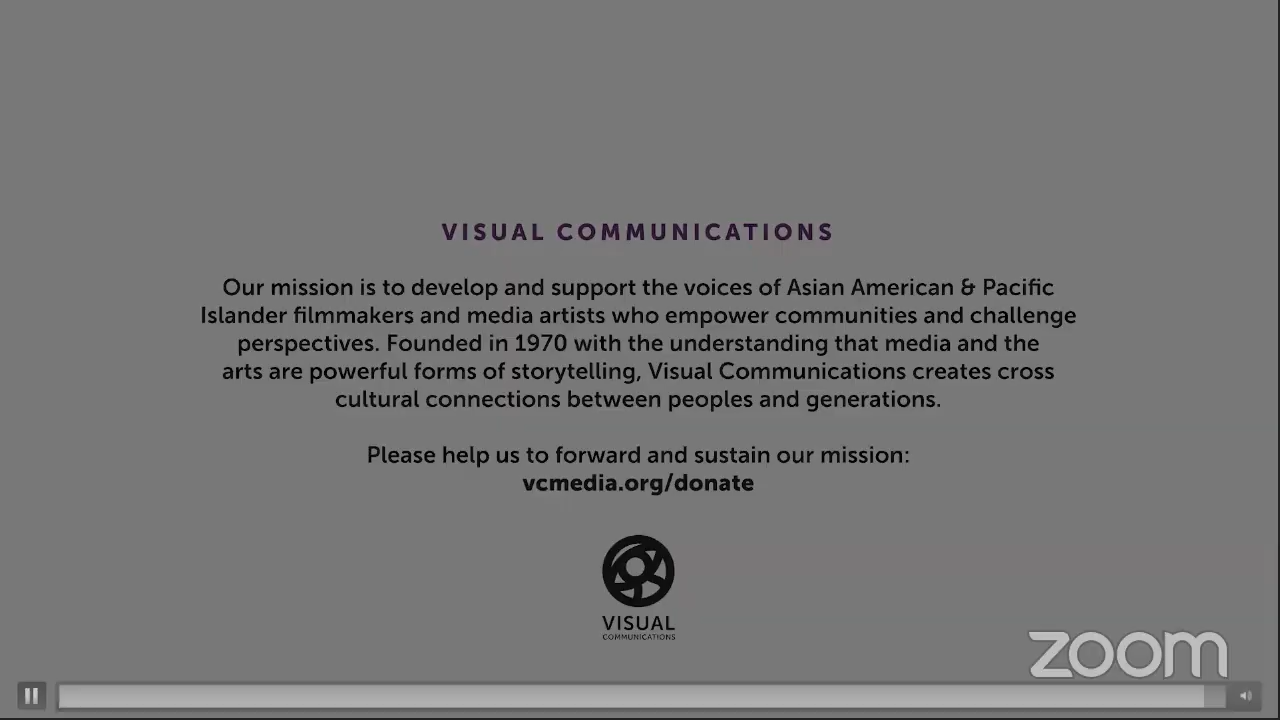 VISUAL COMMUNICATIONS
Our mission is to develop and support the voices of Asian American & Pacific
Islander filmmakers and media artists who empower communities and challenge
perspectives. Founded in 1970 with the understanding that media and the
arts are powerful forms of storytelling, Visual Communications creates cross
cultural connections between peoples and generations.
Please help us to forward and sustain our mission:
vcmedia.org/donate
VISUAL
COMMUNICATIONS
zoom